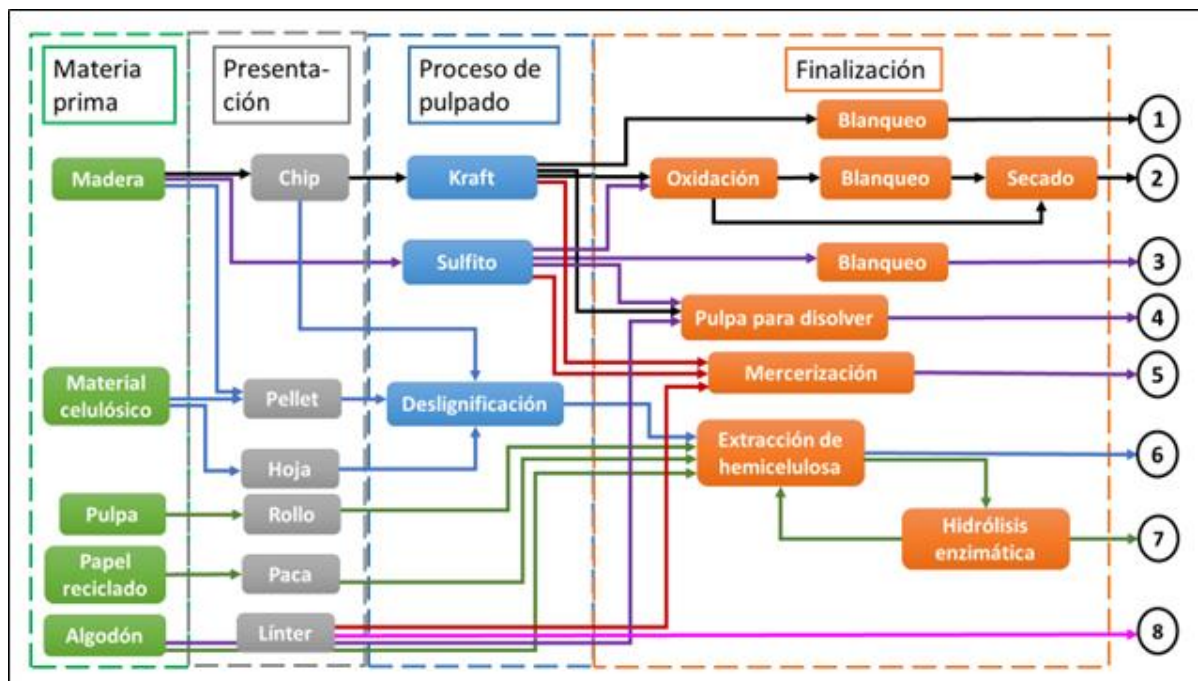 Materia
prima
Presenta-
ción
Proceso de
pulpado
Finalización
Blanqueo
1
Madera
Chip
Kraft
Oxidación
Blanqueo
Secado
2
Sulfito
Blanqueo
3
Pulpa para disolver
4
Mercerización
5
Material
celulósico
Pellet
Deslignificación
Extracción de
hemicelulosa
6
Hoja
Pulpa
Rollo
Hidrólisis
enzimática
7
Papel
reciclado
Paca
Algodón
Línter
8